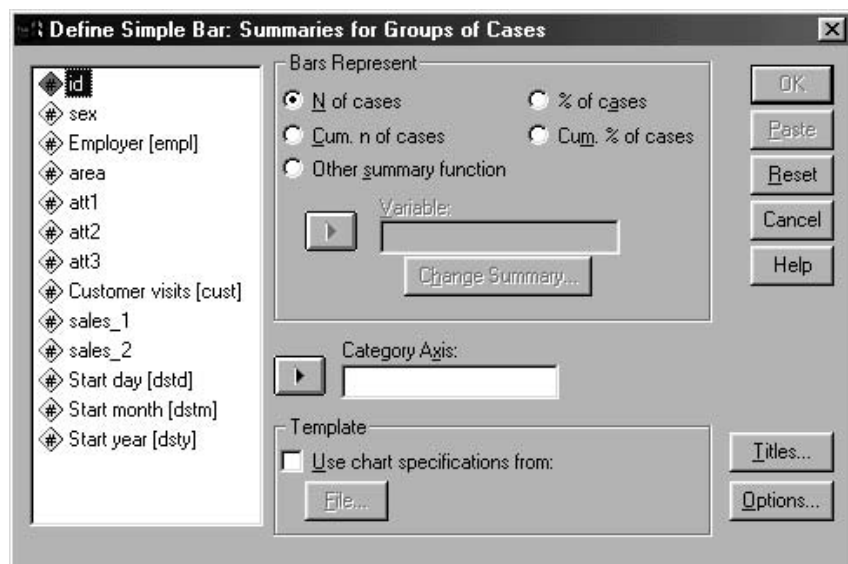 Define Simple Bar: Summaries for Groups of Cases
id
sex
Employer [empl]
area
att1
att2
att3
Customer visits [cust]
sales_1
sales_2
Start day [dstd]
Start month [dstm]
Start year [dsty]
Bars Represent
N of cases
% of cases
Cum. n of cases
Cum. % of cases
Other summary function
Variable:
Change Summary...
Category Axis:
Template
Use chart specifications from:
File...
OK
Paste
Reset
Cancel
Help
Titles...
Options...